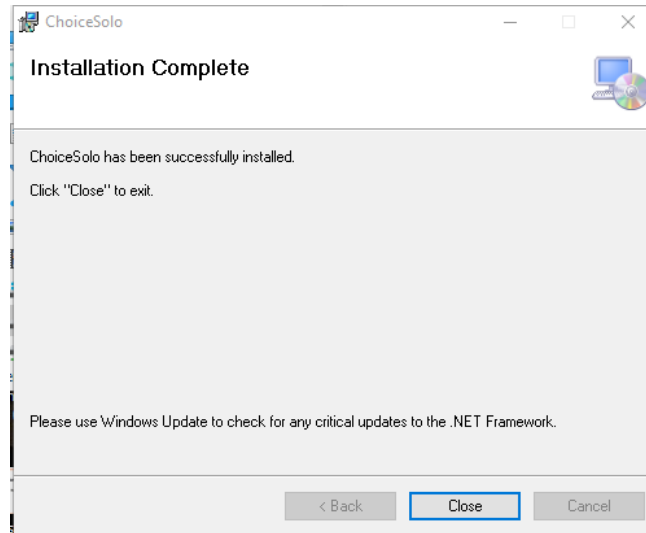 ChoiceSolo
Installation Complete
ChoiceSolo has been successfully installed.
Click "Close" to exit.
Please use Windows Update to check for any critical updates to the .NET Framework.
< Back
Close
Cancel